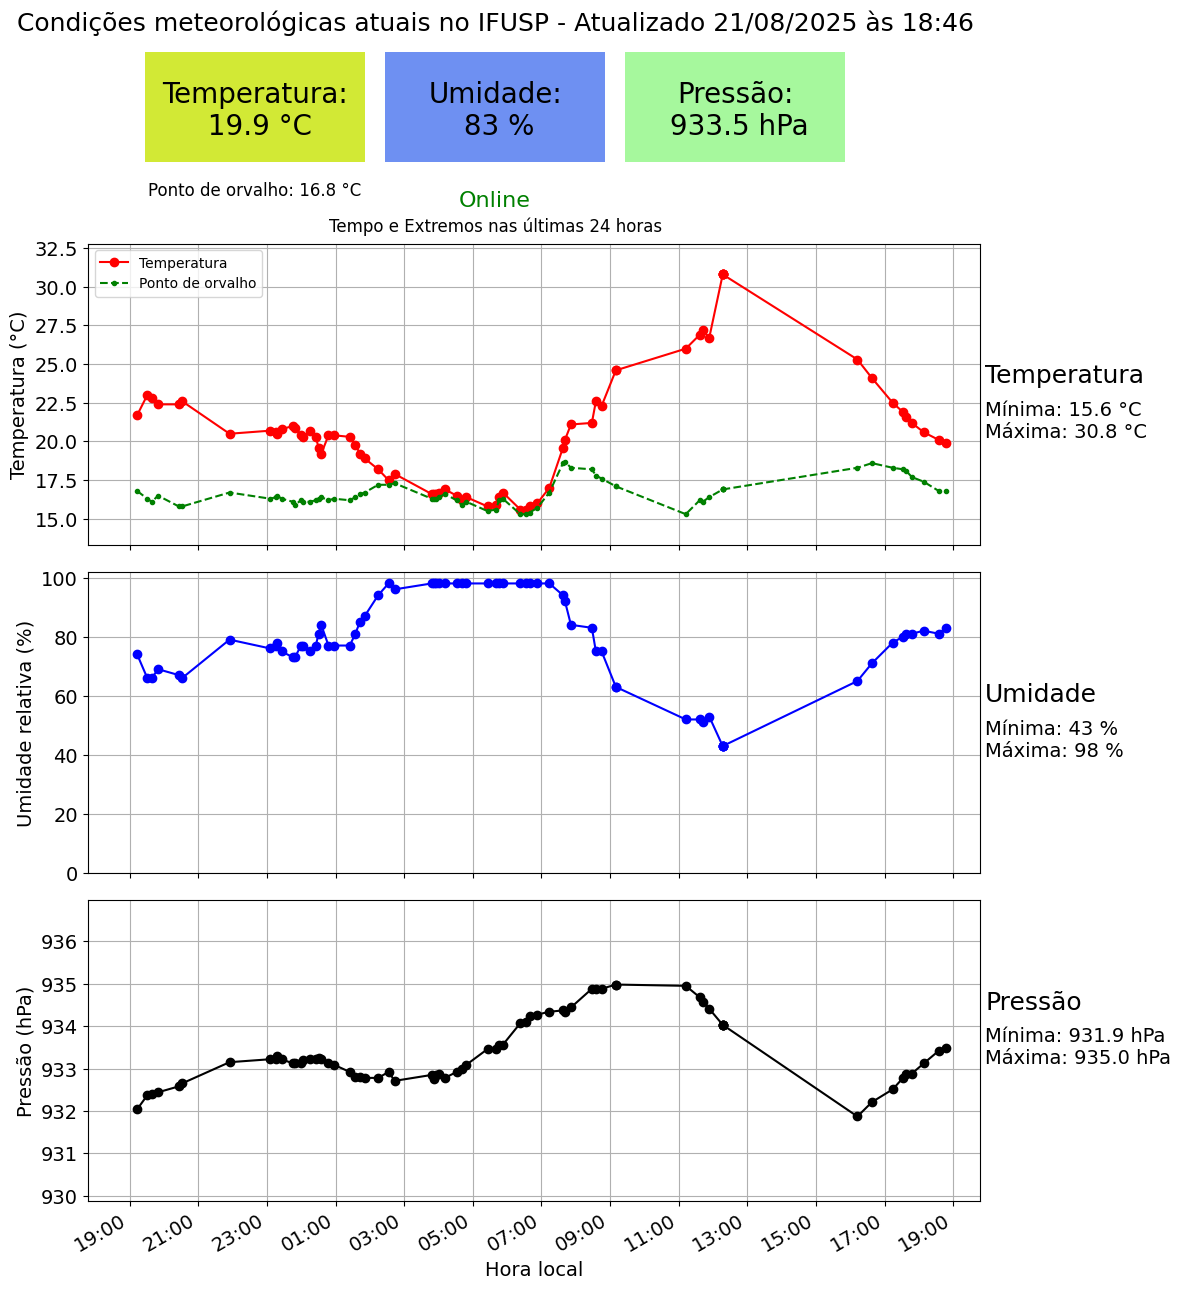 Condições meteorológicas atuais no IFUSP - Atualizado 21/08/2025 às 18:46
Temperatura:
19.9 °C
Umidade:
83 %
Pressão:
933.5 hPa
Ponto de orvalho: 16.8 °C
Online
Tempo e Extremos nas últimas 24 horas
Temperatura (°C)
32.5
30.0
27.5
25.0
22.5
20.0
17.5
15.0
Temperatura
Ponto de orvalho
Temperatura
Mínima: 15.6 °C
Máxima: 30.8 °C
Umidade relativa (%)
100
80
60
40
20
0
Umidade
Mínima: 43 %
Máxima: 98 %
Pressão (hPa)
936
935
934
933
932
931
930
Pressão
Mínima: 931.9 hPa
Máxima: 935.0 hPa
19:00 21:00 23:00 01:00 03:00 05:00 07:00 09:00 11:00 13:00 15:00 17:00 19:00
Hora local